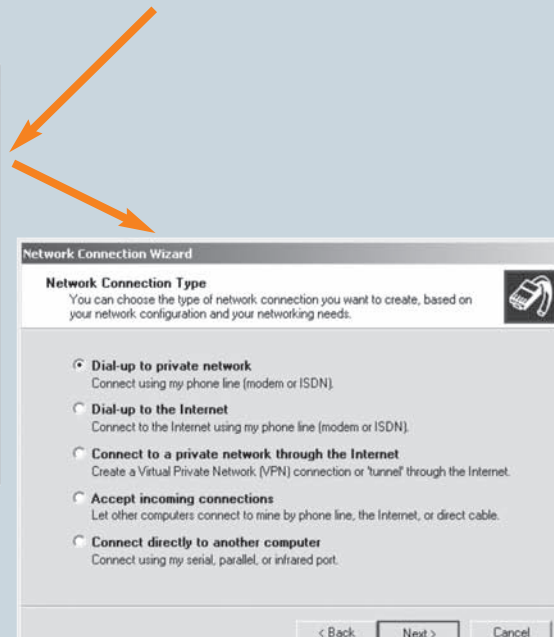 Network Connection Wizard
Network Connection Type
You can choose the type of network connection you want to create, based on
your network configuration and your networking needs.
Dial-up to private network
Connect using my phone line (modem or ISDN).
Dial-up to the Internet
Connect to the Internet using my phone line (modem or ISDN).
Connect to a private network through the Internet
Create a Virtual Private Network (VPN) connection or 'tunnel' through the Internet.
Accept incoming connections
Let other computers connect to mine by phone line, the Internet, or direct cable.
Connect directly to another computer
Connect using my serial, parallel, or infrared port.
< Back Next > Cancel